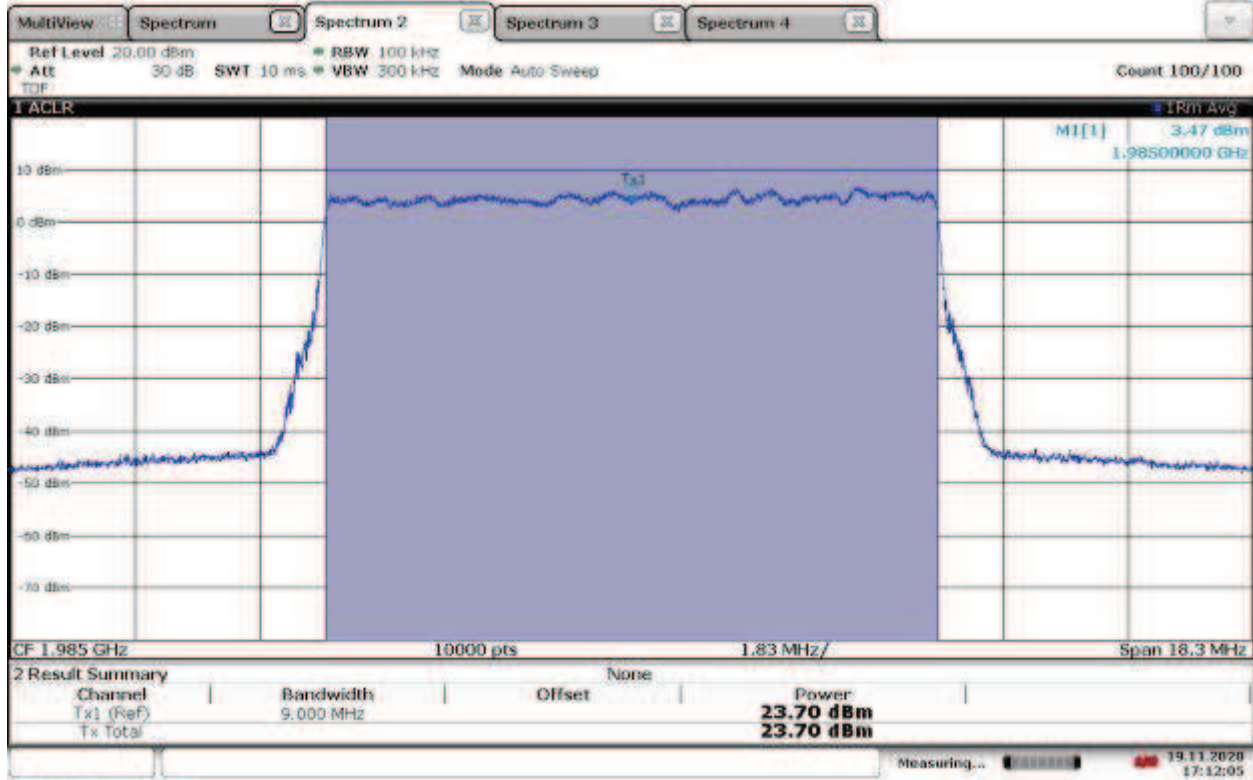 MultiView Spectrum Spectrum 2 Spectrum 3 Spectrum 4
Ref Level 20.00 dBm RBW 100 kHz
Att 30 dB SWT 10 ms VBW 300 kHz Mode Auto Sweep Count 100/100
TDF
1 ACLR 1Rm Avg
M1[1] 3.47 dBm
1.98500000 GHz
10 dBm
Tx1
0 dBm
-10 dBm
-20 dBm
-30 dBm
-40 dBm
-50 dBm
-60 dBm
-70 dBm
CF 1.985 GHz 10000 pts 1.83 MHz/ Span 18.3 MHz
2 Result Summary None
Channel Bandwidth Offset Power
Tx1 (Ref) 9.000 MHz 23.70 dBm
Tx Total 23.70 dBm
Measuring... 19.11.2020
17:12:05